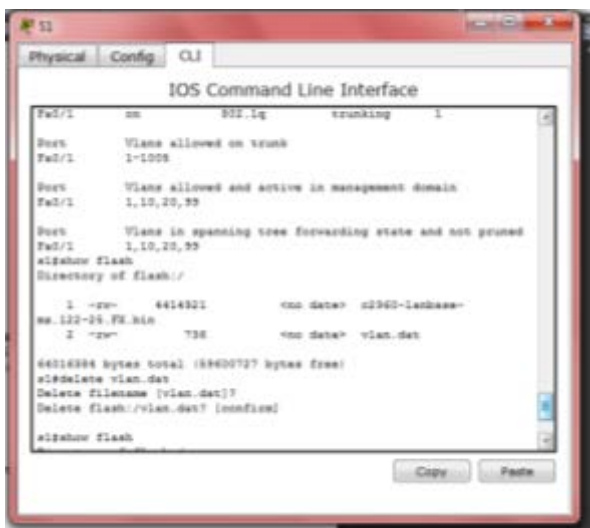 S1
Physical Config CLI
IOS Command Line Interface
Fa0/1 on 802.1q trunking 1
Port Vlans allowed on trunk
Fa0/1 1-1005
Port Vlans allowed and active in management domain
Fa0/1 1,10,20,99
Port Vlans in spanning tree forwarding state and not pruned
Fa0/1 1,10,20,99
s1#show flash
Directory of flash:/
1 -rw- 4414921 <no date> c2960-lanbase-
mz.122-25.FX.bin
2 -rw- 736 <no date> vlan.dat
64016384 bytes total (59600727 bytes free)
s1#delete vlan.dat
Delete filename [vlan.dat]?
Delete flash:/vlan.dat? [confirm]
s1#show flash
Copy Paste